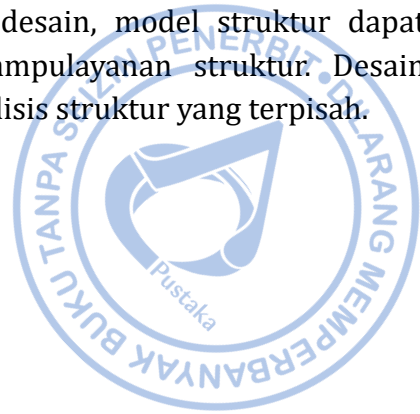 desain, model struktur dapat
ampulayanan struktur. Desain
lisis struktur yang terpisah.
DILARANG MEMPERBANYAK BUKU TANPA SEIZIN PENERBIT
Pustaka